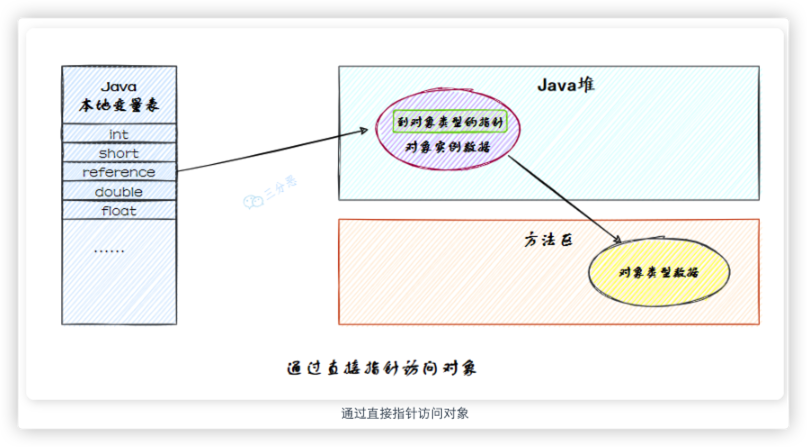 Java
本地变量表
int
short
reference
double
float
……
Java堆
到对象类型的指针
对象实例数据
三分恶
方法区
对象类型数据
通过直接指针访问对象
通过直接指针访问对象